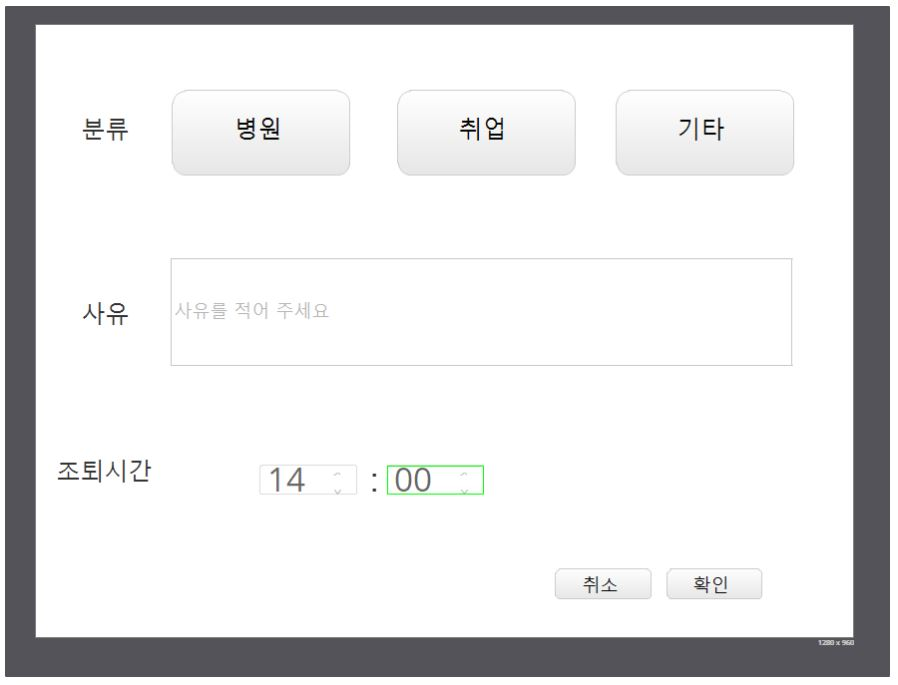 분류 병원 취업 기타
사유 사유를 적어 주세요
조퇴시간 14 : 00
취소 확인
1280 x 960